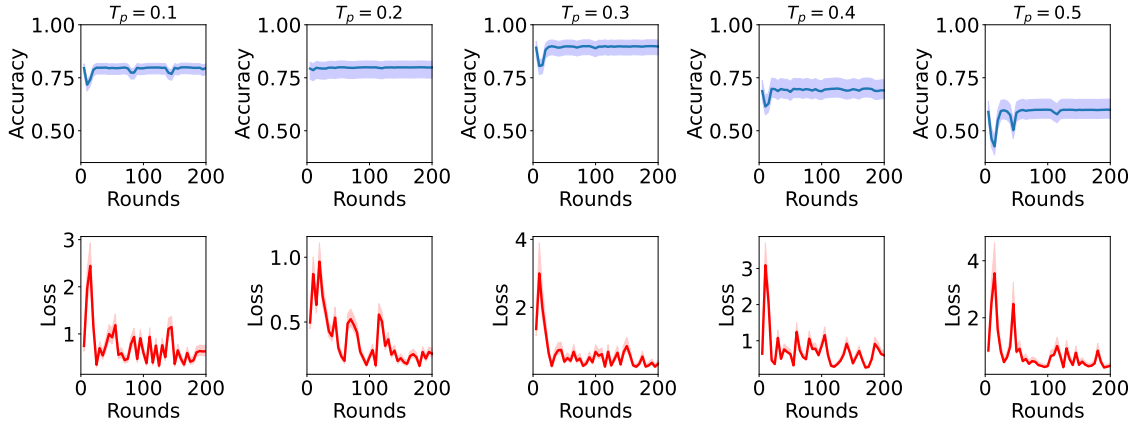 T_p = 0.1
1.00
0.75
0.50
Accuracy
0 100 200
Rounds
T_p = 0.2
1.00
0.75
0.50
Accuracy
0 100 200
Rounds
T_p = 0.3
1.00
0.75
0.50
Accuracy
0 100 200
Rounds
T_p = 0.4
1.00
0.75
0.50
Accuracy
0 100 200
Rounds
T_p = 0.5
1.00
0.75
0.50
Accuracy
0 100 200
Rounds
3
2
1
Loss
0 100 200
Rounds
1.0
0.5
Loss
0 100 200
Rounds
4
2
Loss
0 100 200
Rounds
3
2
1
Loss
0 100 200
Rounds
4
2
Loss
0 100 200
Rounds